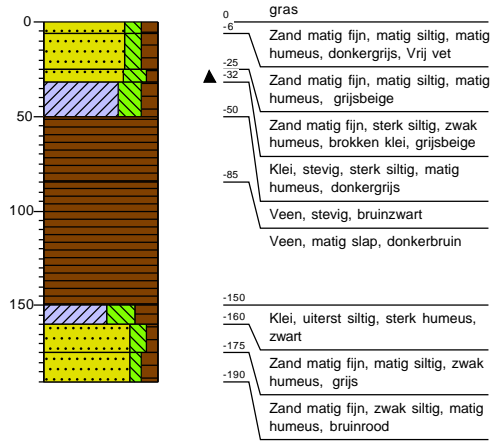 0
50
100
150
0
gras
-6
Zand matig fijn, matig siltig, matig
humeus, donkergrijs, Vrij vet
-25
Zand matig fijn, matig siltig, matig
humeus, grijsbeige
-32
Zand matig fijn, sterk siltig, zwak
humeus, brokken klei, grijsbeige
-50
Klei, stevig, sterk siltig, matig
humeus, donkergrijs
-85
Veen, stevig, bruinzwart
Veen, matig slap, donkerbruin
-150
-160
Klei, uiterst siltig, sterk humeus,
zwart
-175
Zand matig fijn, matig siltig, zwak
humeus, grijs
-190
Zand matig fijn, zwak siltig, matig
humeus, bruinrood